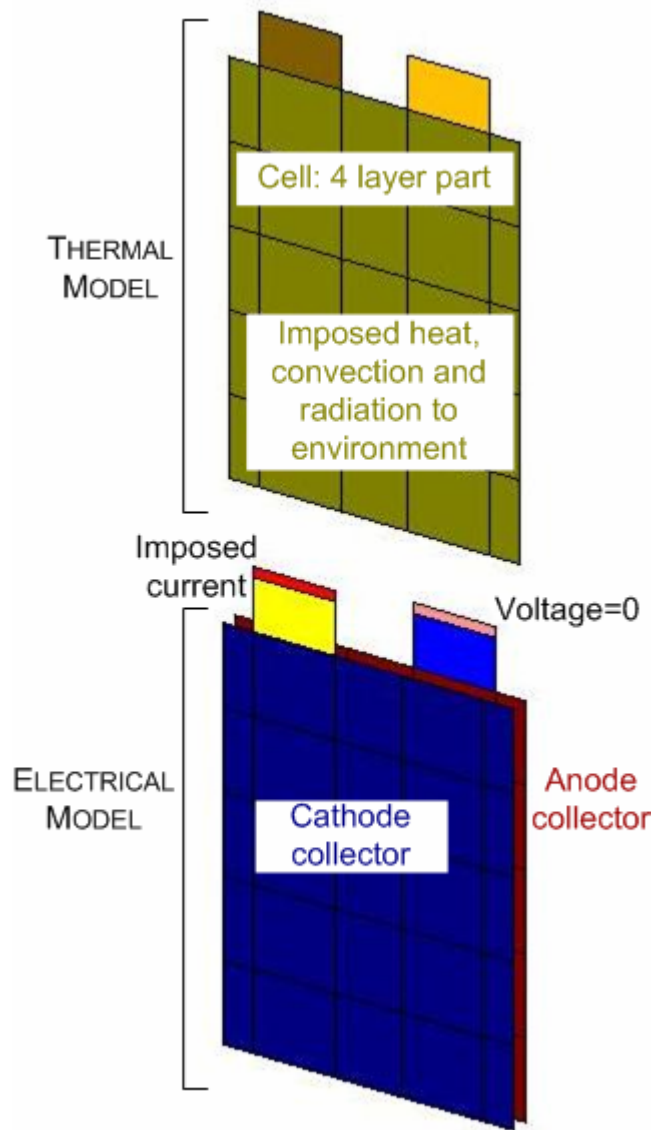 Cell: 4 layer part
THERMAL
MODEL
Imposed heat,
convection and
radiation to
environment
Imposed
current
Voltage=0
ELECTRICAL
MODEL
Cathode
collector
Anode
collector